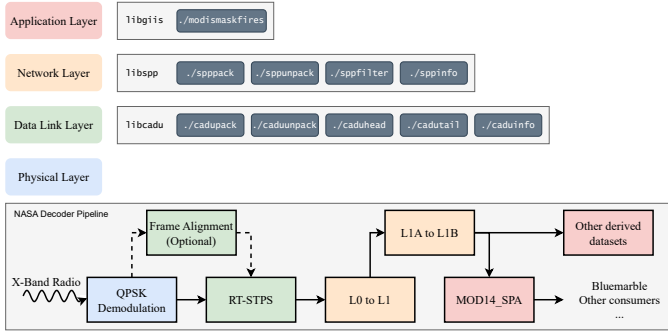 Application Layer
libgiis ./modismaskfires
Network Layer
libspp ./spppack ./sppunpack ./sppfilter ./sppinfo
Data Link Layer
libcadu ./cadupack ./caduunpack ./caduhead ./cadutail ./caduinfo
Physical Layer
NASA Decoder Pipeline
Frame Alignment
(Optional)
L1A to L1B
Other derived
datasets
X-Band Radio
QPSK
Demodulation
RT-STPS
L0 to L1
MOD14_SPA
Bluemarble
Other consumers
...